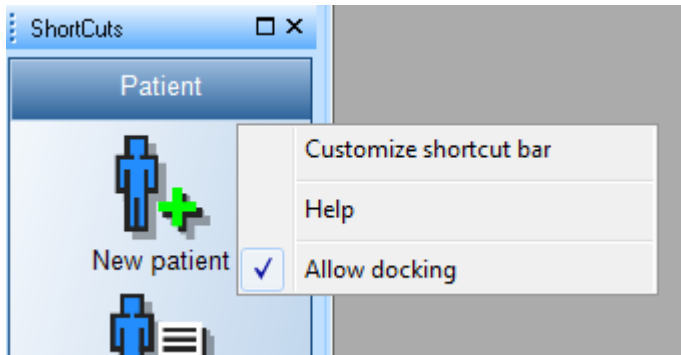 ShortCuts
Patient
Customize shortcut bar
Help
New patient
Allow docking